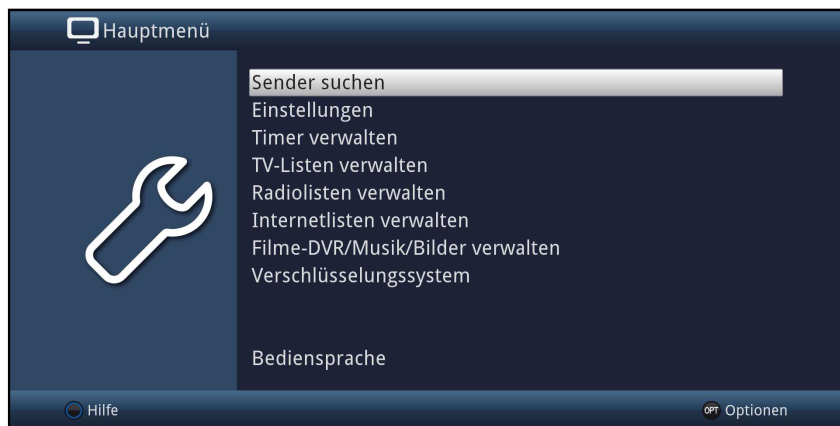 Hauptmenü
Sender suchen
Einstellungen
Timer verwalten
TV-Listen verwalten
Radiolisten verwalten
Internetlisten verwalten
Filme-DVR/Musik/Bilder verwalten
Verschlüsselungssystem
Bediensprache
Hilfe
OPT Optionen